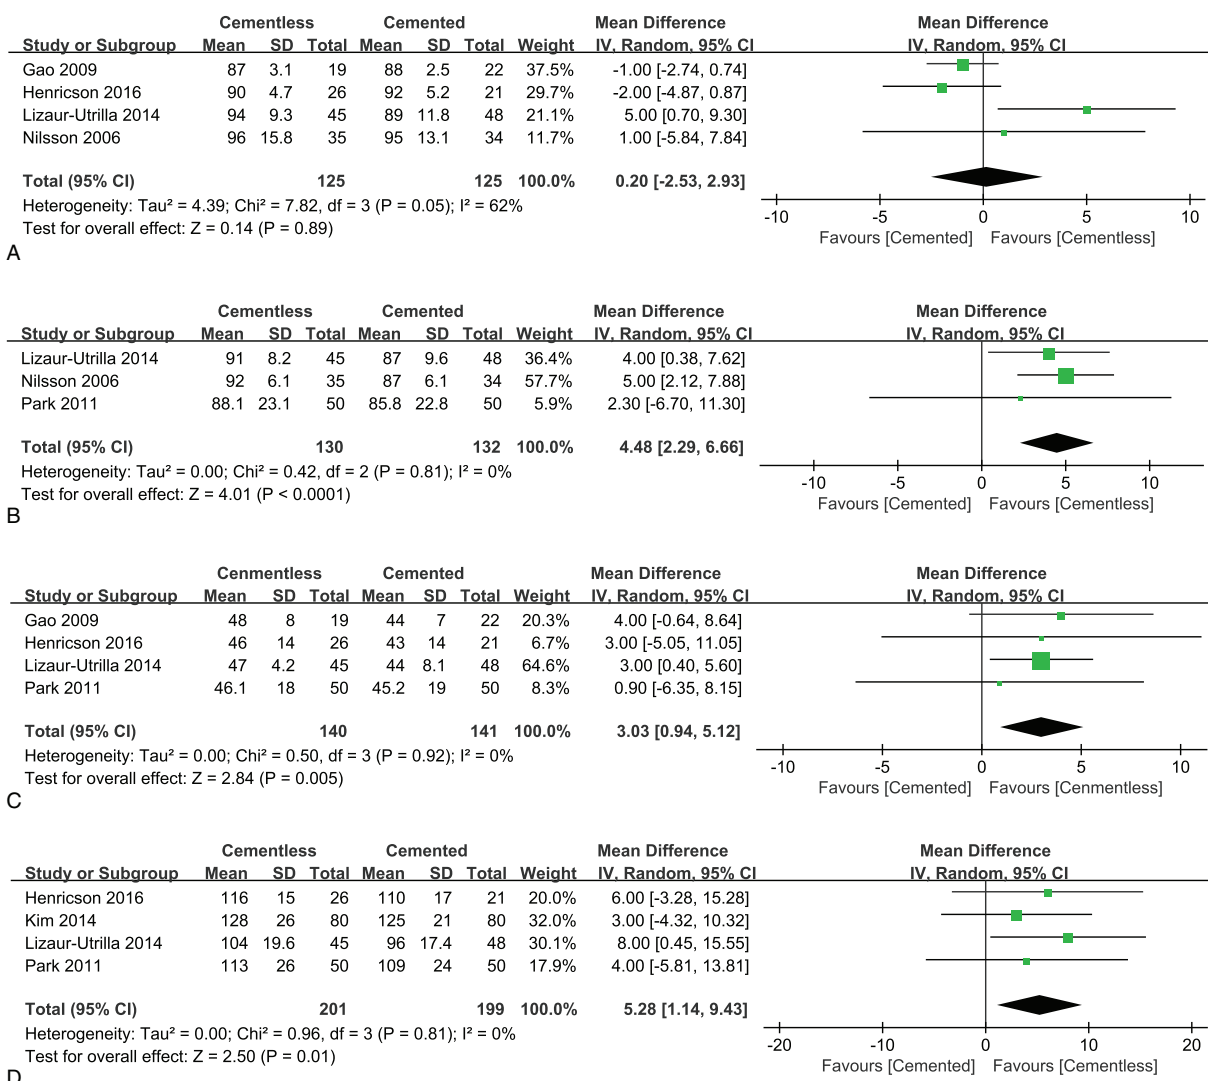 Cementless Cemented Mean Difference Mean Difference
Study or Subgroup Mean SD Total Mean SD Total Weight IV, Random, 95% CI IV, Random, 95% CI
Gao 2009 87 3.1 19 88 2.5 22 37.5% -1.00 [-2.74, 0.74]
Henricson 2016 90 4.7 26 92 5.2 21 29.7% -2.00 [-4.87, 0.87]
Lizaur-Utrilla 2014 94 9.3 45 89 11.8 48 21.1% 5.00 [0.70, 9.30]
Nilsson 2006 96 15.8 35 95 13.1 34 11.7% 1.00 [-5.84, 7.84]
Total (95% CI) 125 125 100.0% 0.20 [-2.53, 2.93]
Heterogeneity: Tau² = 4.39; Chi² = 7.82, df = 3 (P = 0.05); I² = 62%
Test for overall effect: Z = 0.14 (P = 0.89)
-10 -5 0 5 10
Favours [Cemented] Favours [Cementless]
A
Cementless Cemented Mean Difference Mean Difference
Study or Subgroup Mean SD Total Mean SD Total Weight IV, Random, 95% CI IV, Random, 95% CI
Lizaur-Utrilla 2014 91 8.2 45 87 9.6 48 36.4% 4.00 [0.38, 7.62]
Nilsson 2006 92 6.1 35 87 6.1 34 57.7% 5.00 [2.12, 7.88]
Park 2011 88.1 23.1 50 85.8 22.8 50 5.9% 2.30 [-6.70, 11.30]
Total (95% CI) 130 132 100.0% 4.48 [2.29, 6.66]
Heterogeneity: Tau² = 0.00; Chi² = 0.42, df = 2 (P = 0.81); I² = 0%
Test for overall effect: Z = 4.01 (P < 0.0001)
-10 -5 0 5 10
Favours [Cemented] Favours [Cementless]
B
Cenmentless Cemented Mean Difference Mean Difference
Study or Subgroup Mean SD Total Mean SD Total Weight IV, Random, 95% CI IV, Random, 95% CI
Gao 2009 48 8 19 44 7 22 20.3% 4.00 [-0.64, 8.64]
Henricson 2016 46 14 26 43 14 21 6.7% 3.00 [-5.05, 11.05]
Lizaur-Utrilla 2014 47 4.2 45 44 8.1 48 64.6% 3.00 [0.40, 5.60]
Park 2011 46.1 18 50 45.2 19 50 8.3% 0.90 [-6.35, 8.15]
Total (95% CI) 140 141 100.0% 3.03 [0.94, 5.12]
Heterogeneity: Tau² = 0.00; Chi² = 0.50, df = 3 (P = 0.92); I² = 0%
Test for overall effect: Z = 2.84 (P = 0.005)
-10 -5 0 5 10
Favours [Cemented] Favours [Cenmentless]
C
Cementless Cemented Mean Difference Mean Difference
Study or Subgroup Mean SD Total Mean SD Total Weight IV, Random, 95% CI IV, Random, 95% CI
Henricson 2016 116 15 26 110 17 21 20.0% 6.00 [-3.28, 15.28]
Kim 2014 128 26 80 125 21 80 32.0% 3.00 [-4.32, 10.32]
Lizaur-Utrilla 2014 104 19.6 45 96 17.4 48 30.1% 8.00 [0.45, 15.55]
Park 2011 113 26 50 109 24 50 17.9% 4.00 [-5.81, 13.81]
Total (95% CI) 201 199 100.0% 5.28 [1.14, 9.43]
Heterogeneity: Tau² = 0.00; Chi² = 0.96, df = 3 (P = 0.81); I² = 0%
Test for overall effect: Z = 2.50 (P = 0.01)
-20 -10 0 10 20
Favours [Cemented] Favours [Cementless]
D